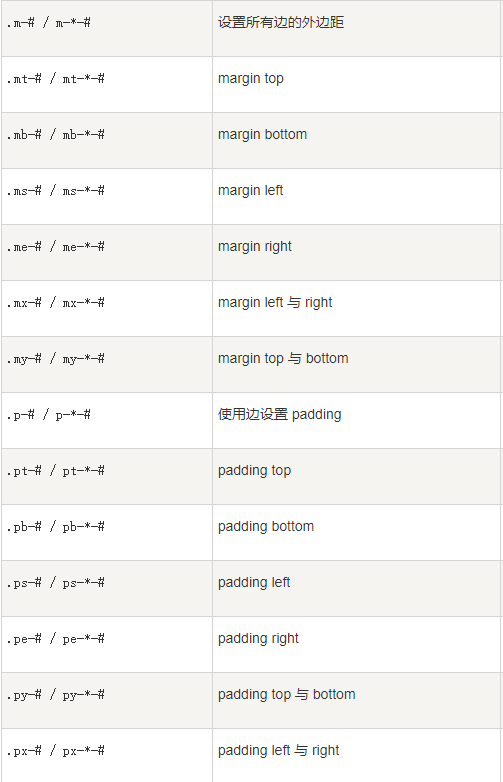 .m-# / m-*-# 设置所有边的外边距
.mt-# / mt-*-# margin top
.mb-# / mb-*-# margin bottom
.ms-# / ms-*-# margin left
.me-# / me-*-# margin right
.mx-# / mx-*-# margin left 与 right
.my-# / my-*-# margin top 与 bottom
.p-# / p-*-# 使用边设置 padding
.pt-# / pt-*-# padding top
.pb-# / pb-*-# padding bottom
.ps-# / ps-*-# padding left
.pe-# / pe-*-# padding right
.py-# / py-*-# padding top 与 bottom
.px-# / px-*-# padding left 与 right